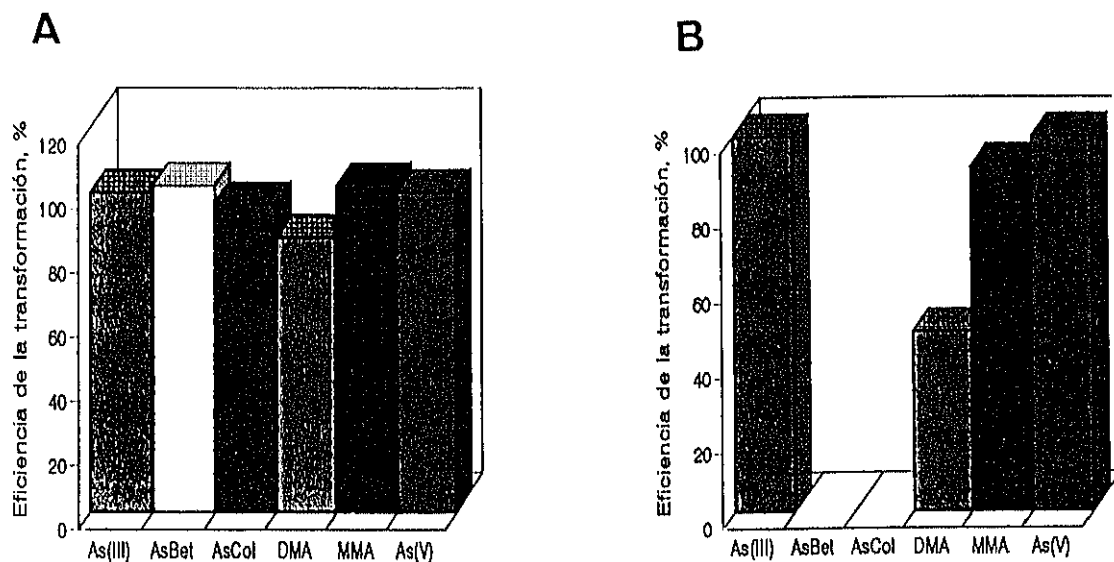 A
Eficiencia de la transformación, %
120
100
80
60
40
20
0
As(III) AsBet AsCol DMA MMA As(V)
B
Eficiencia de la transformación, %
100
80
60
40
20
0
As(III) AsBet AsCol DMA MMA As(V)